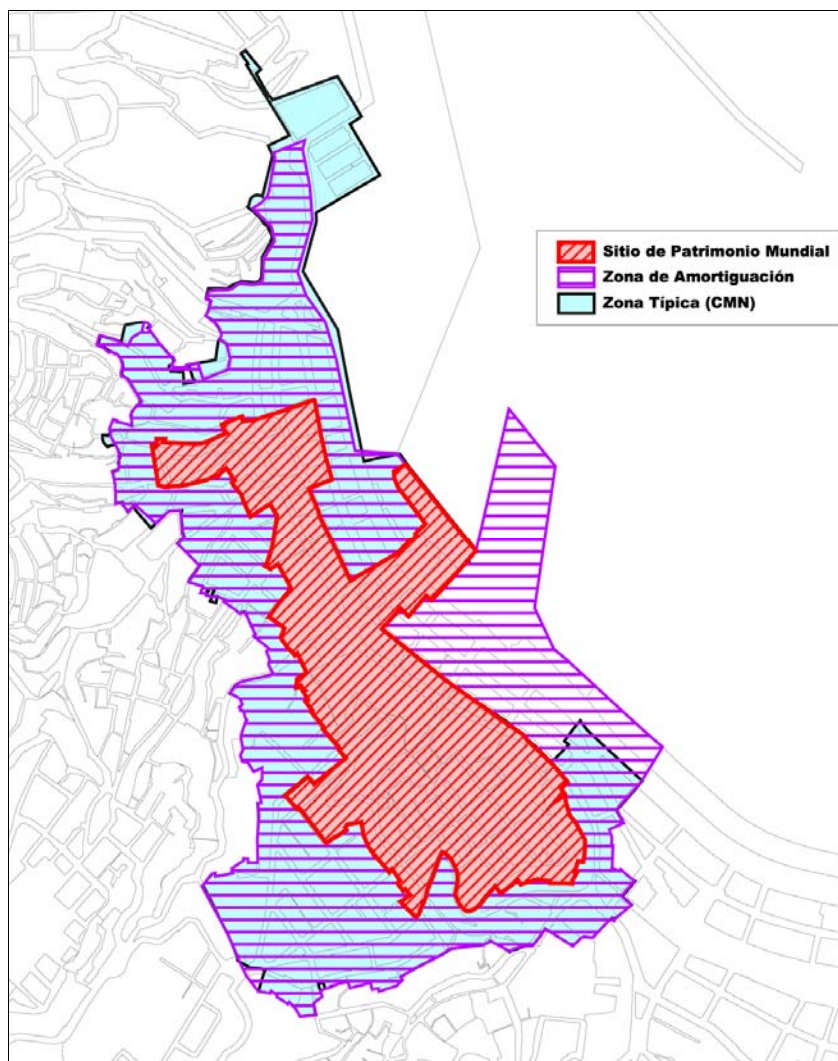 Sitio de Patrimonio Mundial
Zona de Amortiguación
Zona Típica (CMN)